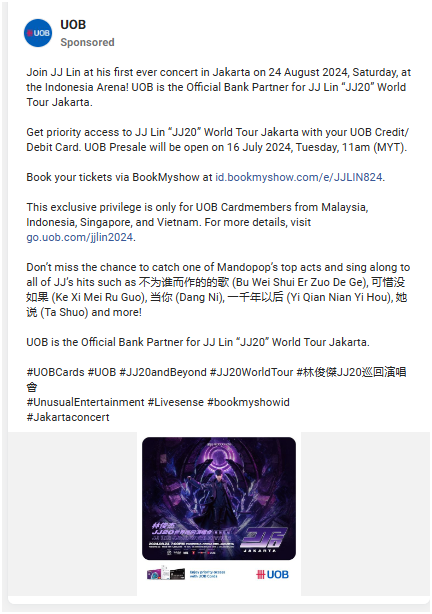 UOB
UOB
Sponsored
Join JJ Lin at his first ever concert in Jakarta on 24 August 2024, Saturday, at
the Indonesia Arena! UOB is the Official Bank Partner for JJ Lin “JJ20” World
Tour Jakarta.
Get priority access to JJ Lin “JJ20” World Tour Jakarta with your UOB Credit/
Debit Card. UOB Presale will be open on 16 July 2024, Tuesday, 11am (MYT).
Book your tickets via BookMyshow at id.bookmyshow.com/e/JJLIN824.
This exclusive privilege is only for UOB Cardmembers from Malaysia,
Indonesia, Singapore, and Vietnam. For more details, visit
go.uob.com/jjlin2024.
Don’t miss the chance to catch one of Mandopop’s top acts and sing along to
all of JJ’s hits such as 不为谁而作的的歌 (Bu Wei Shui Er Zuo De Ge), 可惜没
如果 (Ke Xi Mei Ru Guo), 当你 (Dang Ni), 一千年以后 (Yi Qian Nian Yi Hou), 她
说 (Ta Shuo) and more!
UOB is the Official Bank Partner for JJ Lin “JJ20” World Tour Jakarta.
#UOBCards #UOB #JJ20andBeyond #JJ20WorldTour #林俊傑JJ20巡回演唱
會
#UnusualEntertainment #Livesense #bookmyshowid
#Jakartaconcert
林俊傑
JJ20
JAKARTA
Enjoy priority access
with UOB Cards
UOB